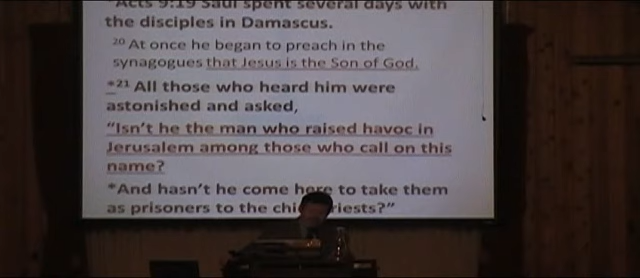 "Acts 9:19 Saul spent several days with
the disciples in Damascus.
20 At once he began to preach in the
synagogues that Jesus is the Son of God.
*21 All those who heard him were
astonished and asked,
"Isn't he the man who raised havoc in
Jerusalem among those who call on this
name?
*And hasn't he come here to take them
as prisoners to the chief priests?"